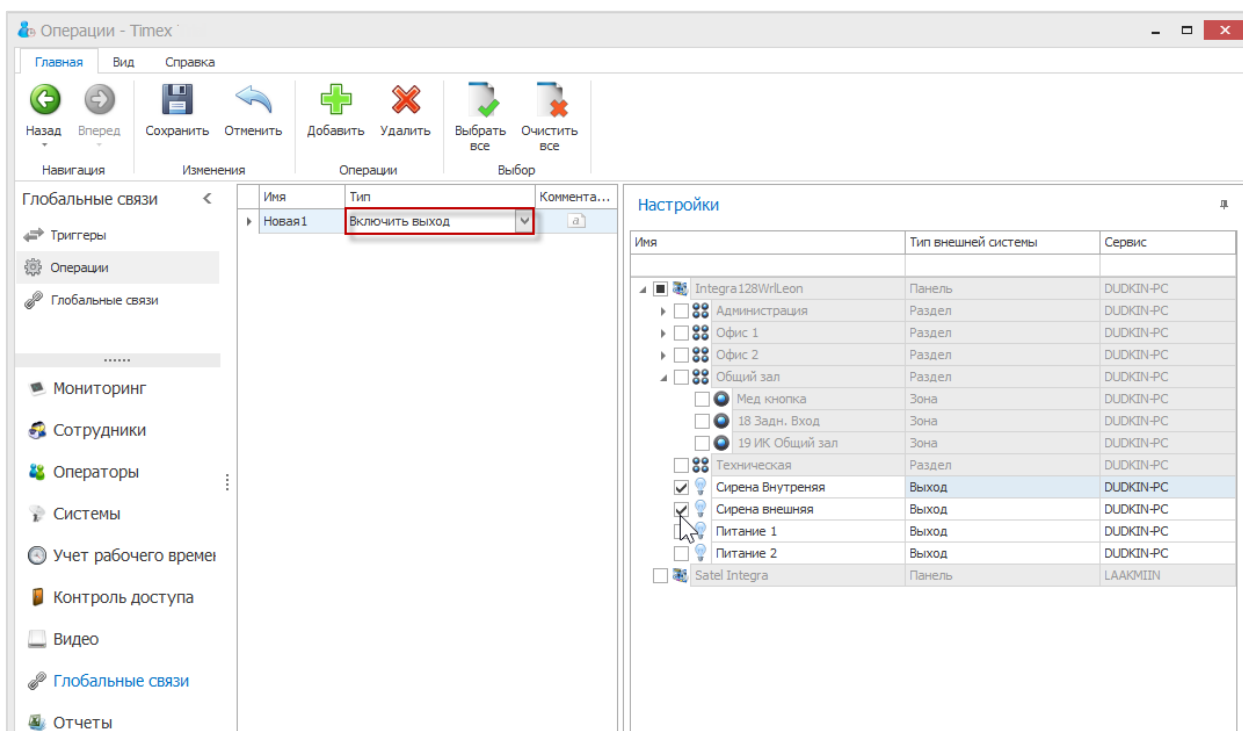 Операции - Timex
Главная Вид Справка
Назад Вперед Сохранить Отменить Добавить Удалить Выбрать все Очистить все
Навигация Изменения Операции Выбор
Глобальные связи
Триггеры
Операции
Глобальные связи
Мониторинг
Сотрудники
Операторы
Системы
Учет рабочего времен
Контроль доступа
Видео
Глобальные связи
Отчеты
Имя Тип Коммента...
Новая1 Включить выход a
Настройки
Имя Тип внешней системы Сервис
Integra128WrlLeon Панель DUDKIN-PC
Администрация Раздел DUDKIN-PC
Офис 1 Раздел DUDKIN-PC
Офис 2 Раздел DUDKIN-PC
Общий зал Раздел DUDKIN-PC
Мед кнопка Зона DUDKIN-PC
18 Задн. Вход Зона DUDKIN-PC
19 ИК Общий зал Зона DUDKIN-PC
Техническая Раздел DUDKIN-PC
Сирена Внутреняя Выход DUDKIN-PC
Сирена внешняя Выход DUDKIN-PC
Питание 1 Выход DUDKIN-PC
Питание 2 Выход DUDKIN-PC
Satel Integra Панель LAAKMIIN